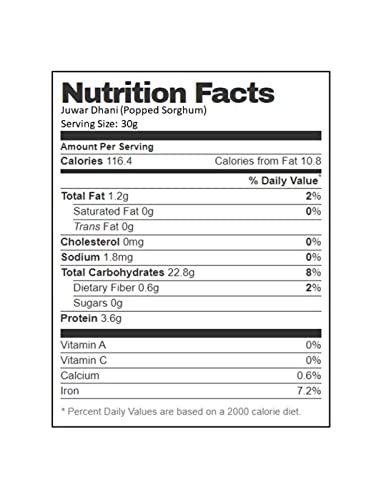 Nutrition Facts
Juwar Dhani (Popped Sorghum)
Serving Size: 30g
Amount Per Serving
Calories 116.4 Calories from Fat 10.8
% Daily Value*
Total Fat 1.2g 2%
Saturated Fat 0g 0%
Trans Fat 0g
Cholesterol 0mg 0%
Sodium 1.8mg 0%
Total Carbohydrates 22.8g 8%
Dietary Fiber 0.6g 2%
Sugars 0g
Protein 3.6g
Vitamin A 0%
Vitamin C 0%
Calcium 0.6%
Iron 7.2%
* Percent Daily Values are based on a 2000 calorie diet.